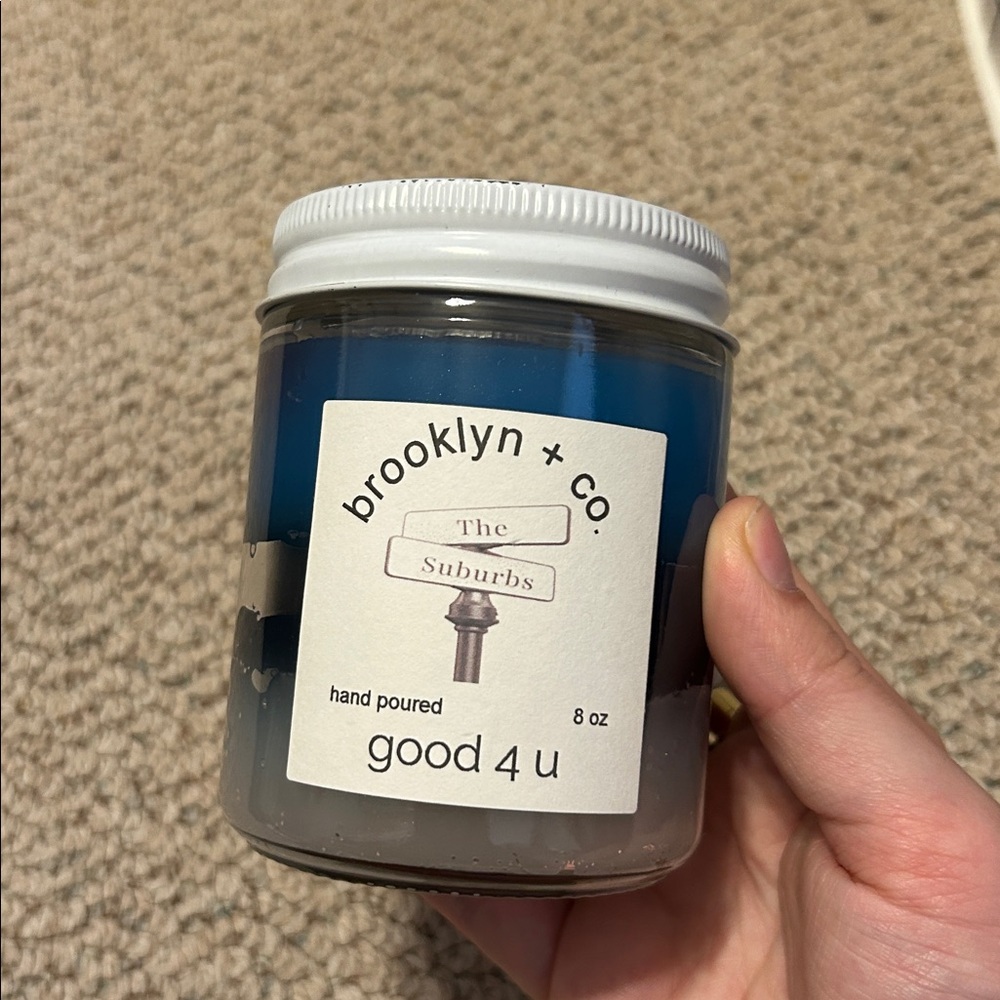 brooklyn + co.
The
Suburbs
hand poured
8 oz
good 4 u